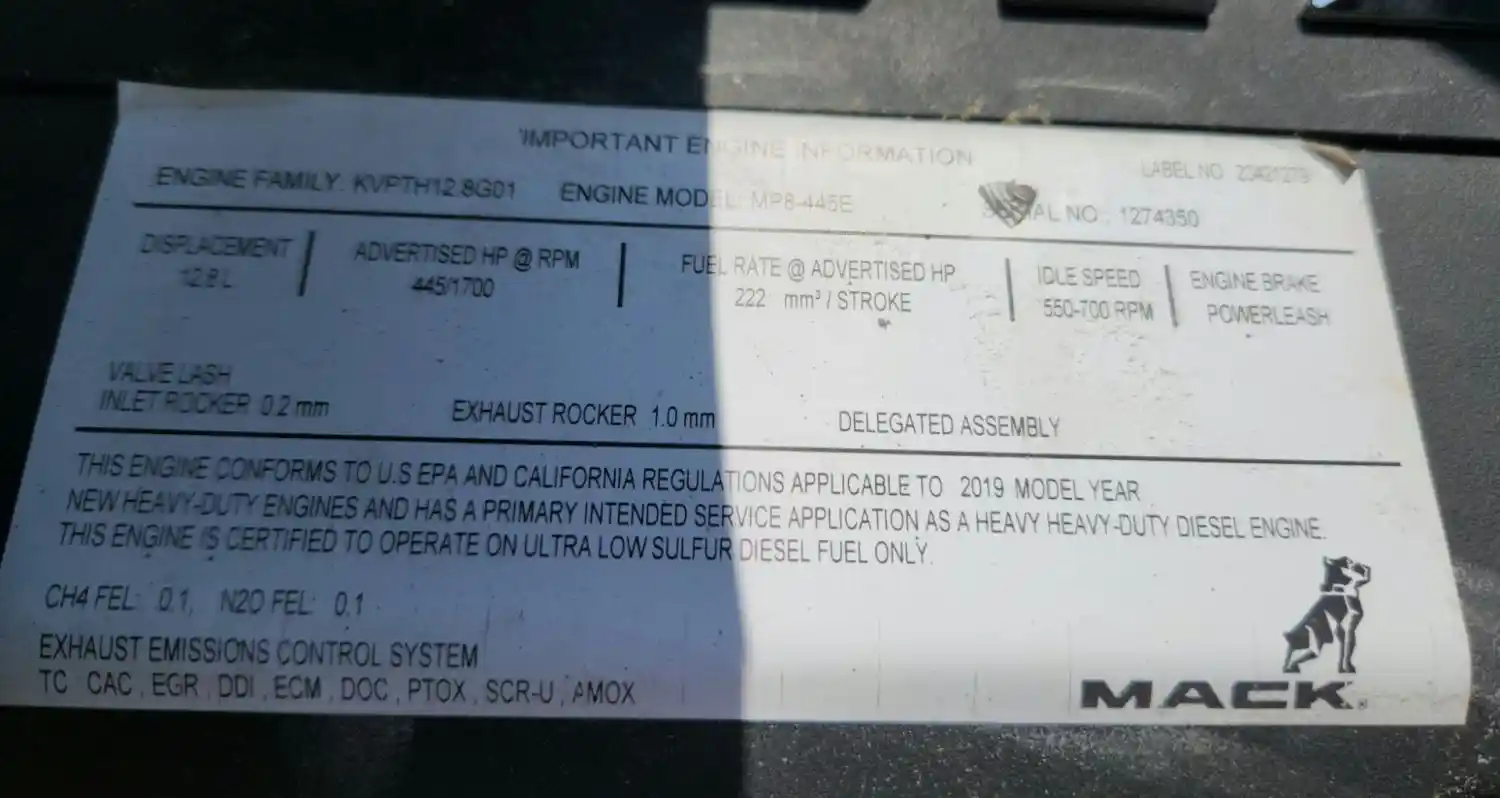 IMPORTANT ENGINE INFORMATION
LABEL NO
ENGINE FAMILY: KVPTH12.8G01 ENGINE MODEL: MP8-445E NO.: 1274350
DISPLACEMENT ADVERTISED HP @ RPM FUEL RATE @ ADVERTISED HP IDLE SPEED ENGINE BRAKE
12.8 L 445/1700 222 mm³ / STROKE 550-700 RPM POWERLEASH
VALVE LASH
INLET ROCKER 0.2 mm EXHAUST ROCKER 1.0 mm DELEGATED ASSEMBLY
THIS ENGINE CONFORMS TO U.S EPA AND CALIFORNIA REGULATIONS APPLICABLE TO 2019 MODEL YEAR
NEW HEAVY-DUTY ENGINES AND HAS A PRIMARY INTENDED SERVICE APPLICATION AS A HEAVY HEAVY-DUTY DIESEL ENGINE.
THIS ENGINE IS CERTIFIED TO OPERATE ON ULTRA LOW SULFUR DIESEL FUEL ONLY.
CH4 FEL: 0.1, N2O FEL: 0.1
EXHAUST EMISSIONS CONTROL SYSTEM
TC CAC , EGR , DDI , ECM , DOC , PTOX , SCR-U , AMOX
MACK®